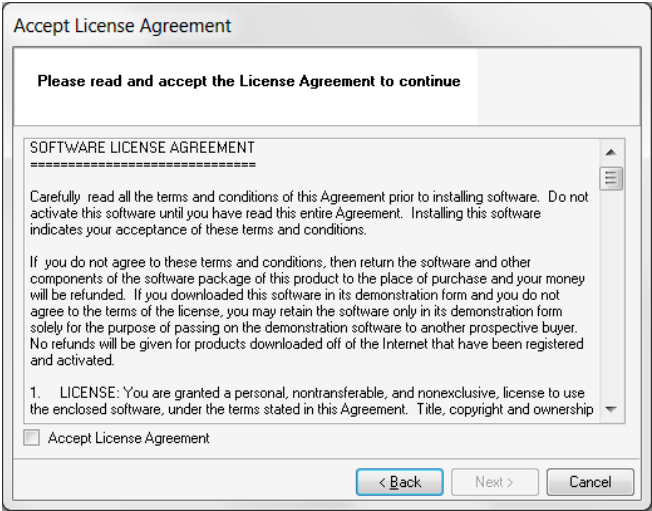 Accept License Agreement
Please read and accept the License Agreement to continue
SOFTWARE LICENSE AGREEMENT
==============================
Carefully  read all the terms and conditions of this Agreement prior to installing software.  Do not
activate this software until you have read this entire Agreement.  Installing this software
indicates your acceptance of these terms and conditions.
If  you do not agree to these terms and conditions, then return the software and other
components of the software package of this product to the place of purchase and your money
will be refunded.  If you downloaded this software in its demonstration form and you do not
agree to the terms of the license, you may retain the software only in its demonstration form
solely for the purpose of passing on the demonstration software to another prospective buyer.
No refunds will be given for products downloaded off of the Internet that have been registered
and activated.
1.    LICENSE: You are granted a personal, nontransferable, and nonexclusive, license to use
the enclosed software, under the terms stated in this Agreement.  Title, copyright and ownership
Accept License Agreement
< Back
Next >
Cancel